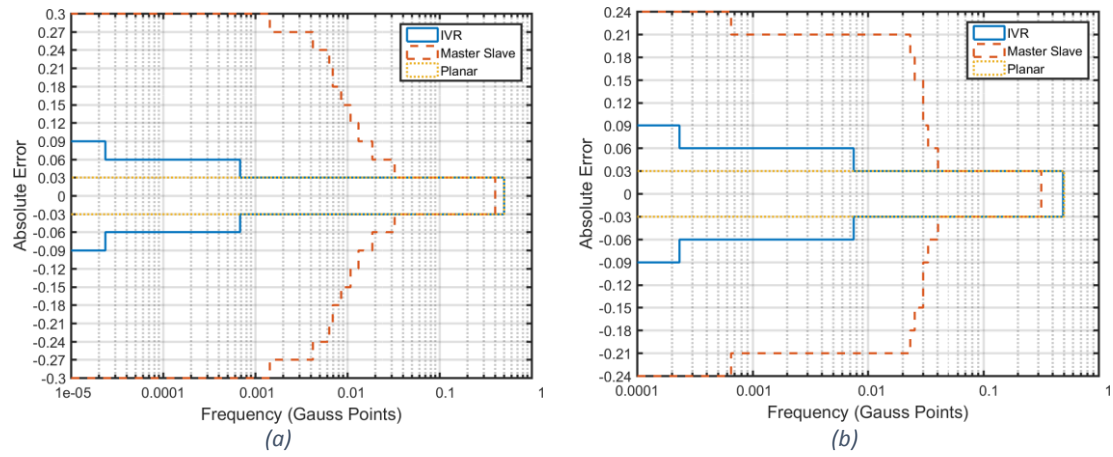 0.3
0.27
0.24
0.21
0.18
0.15
0.12
0.09
0.06
0.03
0
-0.03
-0.06
-0.09
-0.12
-0.15
-0.18
-0.21
-0.24
-0.27
-0.3
Absolute Error
IVR
Master Slave
Planar
1e-05 0.0001 0.001 0.01 0.1 1
Frequency (Gauss Points)
(a)
0.24
0.21
0.18
0.15
0.12
0.09
0.06
0.03
0
-0.03
-0.06
-0.09
-0.12
-0.15
-0.18
-0.21
-0.24
Absolute Error
IVR
Master Slave
Planar
0.0001 0.001 0.01 0.1 1
Frequency (Gauss Points)
(b)